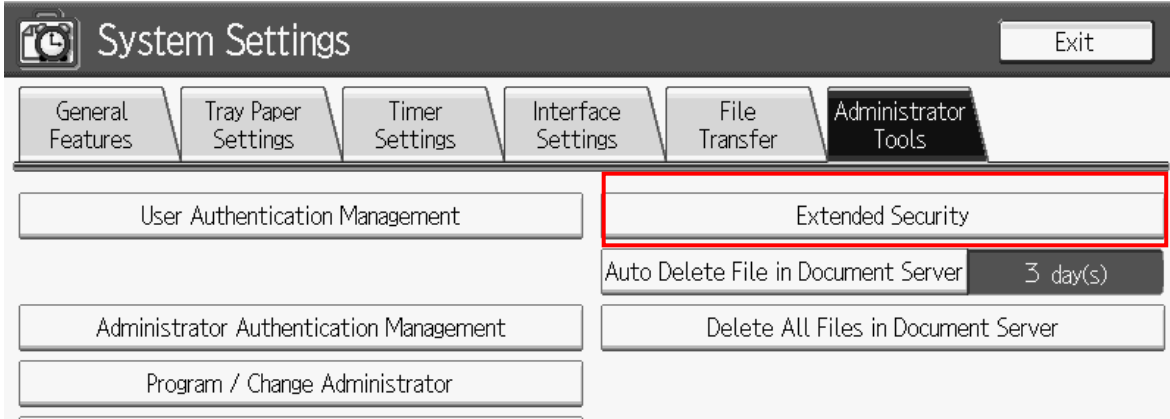 System Settings
Exit
General
Features
Tray Paper
Settings
Timer
Settings
Interface
Settings
File
Transfer
Administrator
Tools
User Authentication Management
Extended Security
Auto Delete File in Document Server
3 day(s)
Administrator Authentication Management
Delete All Files in Document Server
Program / Change Administrator